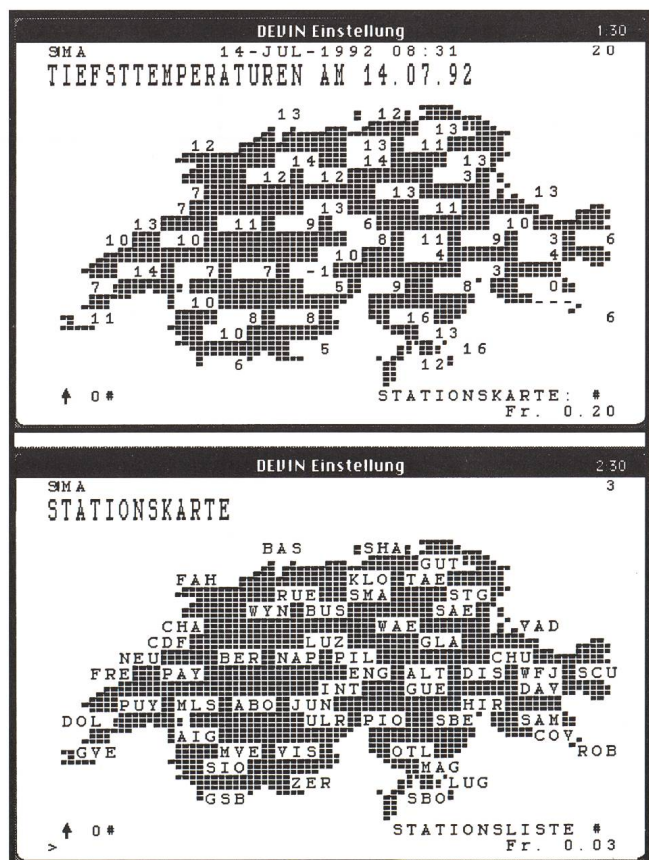 DEVIN Einstellung 1:30
SMA 14-JUL-1992 08:31 20
TIEFSTTEMPERATUREN AM 14.07.92
13 12
13
12 13 11
14 14 13
12 12 3
7 13 13
7 13 11
13 11 9 6 10
10 10 8 11 9 3 6
10 4 4
14 7 7 -1 3
7 5 9 8 0
10 ---
11 8 8 16 6
10 13
5 16
6 12
0# STATIONSKARTE: #
Fr. 0.20
DEVIN Einstellung 2:30
SMA 3
STATIONSKARTE
BAS SHA
GUT
FAH KLO TAE
RUE SMA STG
WYN BUS SAE
CHA WAE VAD
CDF LUZ GLA
NEU BER NAP PIL CHU
FRE PAY ENG ALT DIS WFJ SCU
INT GUE DAV
PUY MLS ABO JUN HIR
DOL ULR PIO SBE SAM
AIG COV
GVE MVE VIS OTL ROB
SIO MAG
ZER LUG
GSB SBO
0# STATIONSLISTE #
> Fr. 0.03